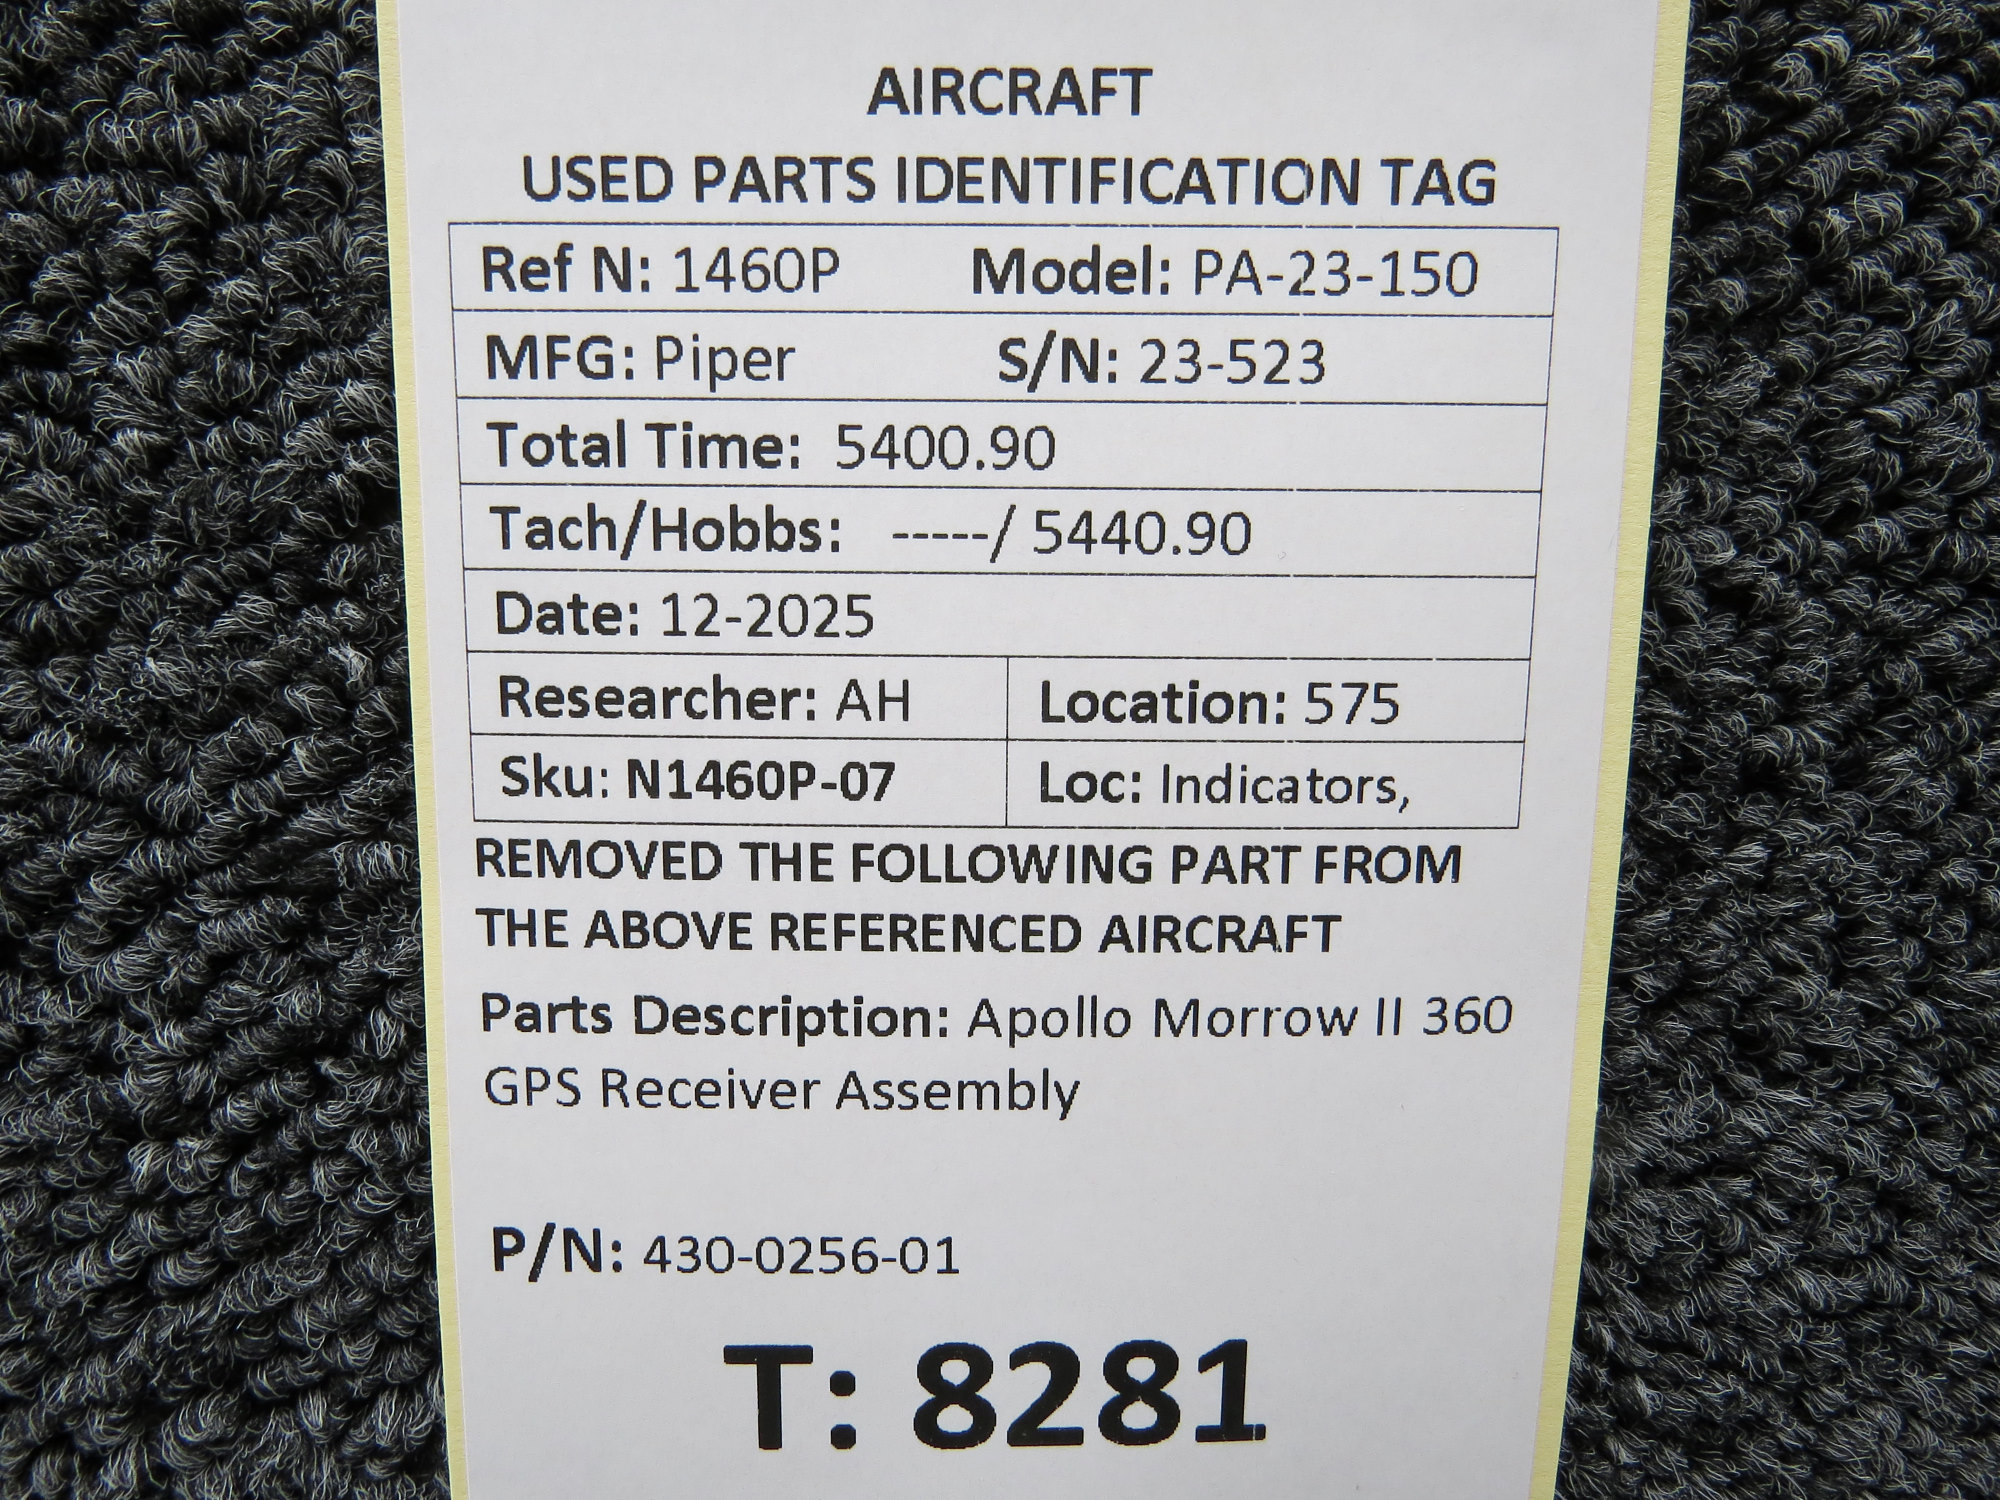 AIRCRAFT
USED PARTS IDENTIFICATION TAG
Ref N: 1460P Model: PA-23-150
MFG: Piper S/N: 23-523
Total Time: 5400.90
Tach/Hobbs: -----/ 5440.90
Date: 12-2025
Researcher: AH Location: 575
Sku: N1460P-07 Loc: Indicators,
REMOVED THE FOLLOWING PART FROM
THE ABOVE REFERENCED AIRCRAFT
Parts Description: Apollo Morrow II 360
GPS Receiver Assembly
P/N: 430-0256-01
T: 8281